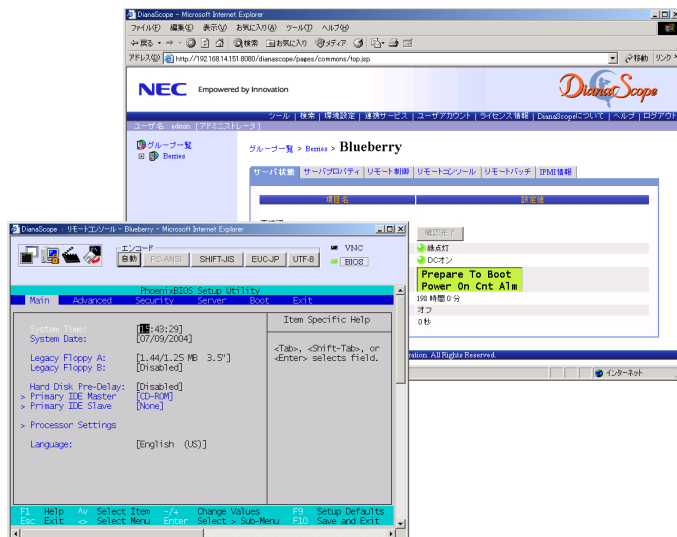 DianaScope - Microsoft Internet Explorer
ファイル(F) 編集(E) 表示(V) お気に入り(A) ツール(T) ヘルプ(H)
戻る 検索 お気に入り メディア
アドレス(D) http://192.168.14.151:8080/dianascope/pages/commons/top.jsp 移動 リンク
NEC Empowered by Innovation DianaScope
ツール | 検索 | 環境設定 | 連携サービス | ユーザアカウント | ライセンス情報 | DianaScopeについて | ヘルプ | ログアウト
ユーザ名: admin [アドミニストレータ]
グループ一覧
Berries
グループ一覧 > Berries > Blueberry
サーバ状態 サーバプロパティ リモート制御 リモートコンソール リモートバッチ IPMI情報
項目名 設定値
確認完了
緑点灯
DCオン
Prepare To Boot
Power On Cnt Alm
198 時間 0 分
オフ
0 秒
ration. All Rights Reserved.
インターネット
DianaScope : リモートコンソール - Blueberry - Microsoft Internet Explorer
エンコード
自動 PC-ANSI SHIFT-JIS EUC-JP UTF-8
VNC
BIOS
PhoenixBIOS Setup Utility
Main Advanced Security Server Boot Exit
System Time: [15:43:29]
System Date: [07/09/2004]
Legacy Floppy A: [1.44/1.25 MB 3.5"]
Legacy Floppy B: [Disabled]
Hard Disk Pre-Delay: [Disabled]
> Primary IDE Master [CD-ROM]
> Primary IDE Slave [None]
> Processor Settings
Language: [English (US)]
Item Specific Help
<Tab>, <Shift-Tab>, or
<Enter> selects field.
F1 Help ^v Select Item -/+ Change Values F9 Setup Defaults
Esc Exit <> Select Menu Enter Select > Sub-Menu F10 Save and Exit